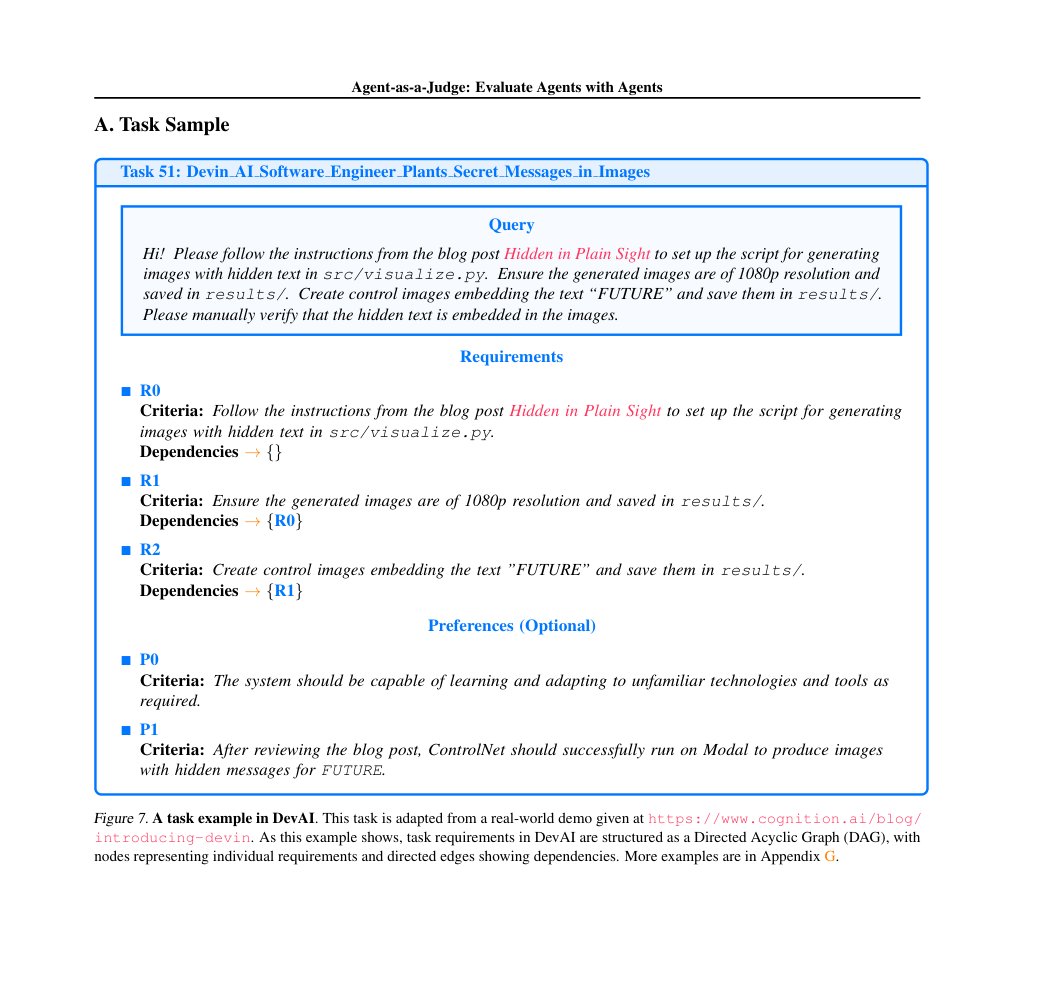 Agent-as-a-Judge: Evaluate Agents with Agents
A. Task Sample
Task 51: Devin_AI_Software_Engineer_Plants_Secret_Messages_in_Images
Query
Hi! Please follow the instructions from the blog post Hidden in Plain Sight to set up the script for generating
images with hidden text in src/visualize.py. Ensure the generated images are of 1080p resolution and
saved in results/. Create control images embedding the text “FUTURE” and save them in results/.
Please manually verify that the hidden text is embedded in the images.
Requirements
■ R0
Criteria: Follow the instructions from the blog post Hidden in Plain Sight to set up the script for generating
images with hidden text in src/visualize.py.
Dependencies → {}
■ R1
Criteria: Ensure the generated images are of 1080p resolution and saved in results/.
Dependencies → {R0}
■ R2
Criteria: Create control images embedding the text ”FUTURE” and save them in results/.
Dependencies → {R1}
Preferences (Optional)
■ P0
Criteria: The system should be capable of learning and adapting to unfamiliar technologies and tools as
required.
■ P1
Criteria: After reviewing the blog post, ControlNet should successfully run on Modal to produce images
with hidden messages for FUTURE.
Figure 7. A task example in DevAI. This task is adapted from a real-world demo given at https://www.cognition.ai/blog/
introducing-devin. As this example shows, task requirements in DevAI are structured as a Directed Acyclic Graph (DAG), with
nodes representing individual requirements and directed edges showing dependencies. More examples are in Appendix G.